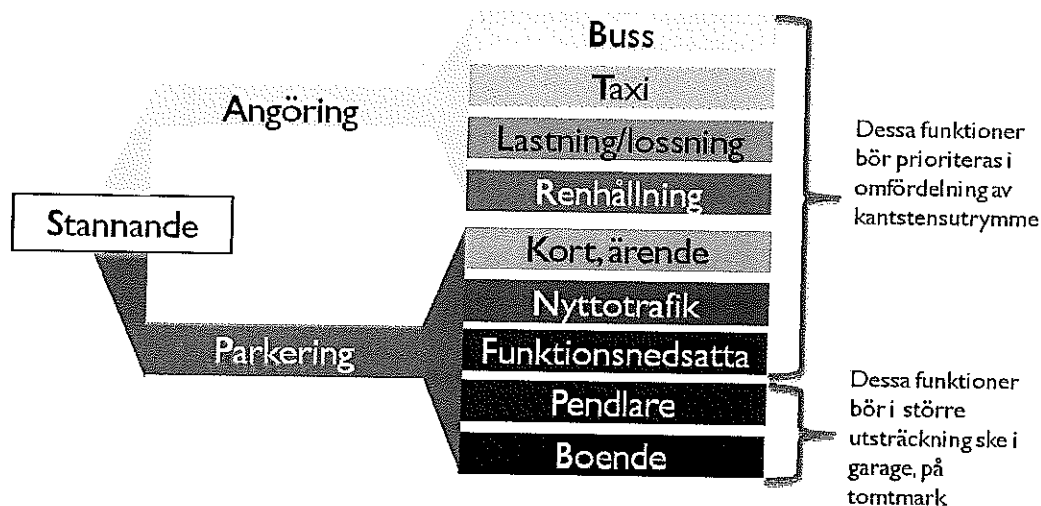 Stannande
Angöring
Parkering
Buss
Taxi
Lastning/lossning
Renhållning
Kort, ärende
Nyttotrafik
Funktionsnedsatta
Pendlare
Boende
Dessa funktioner
bör prioriteras i
omfördelning av
kantstensutrymme
Dessa funktioner
bör i större
utsträckning ske i
garage, på
tomtmark